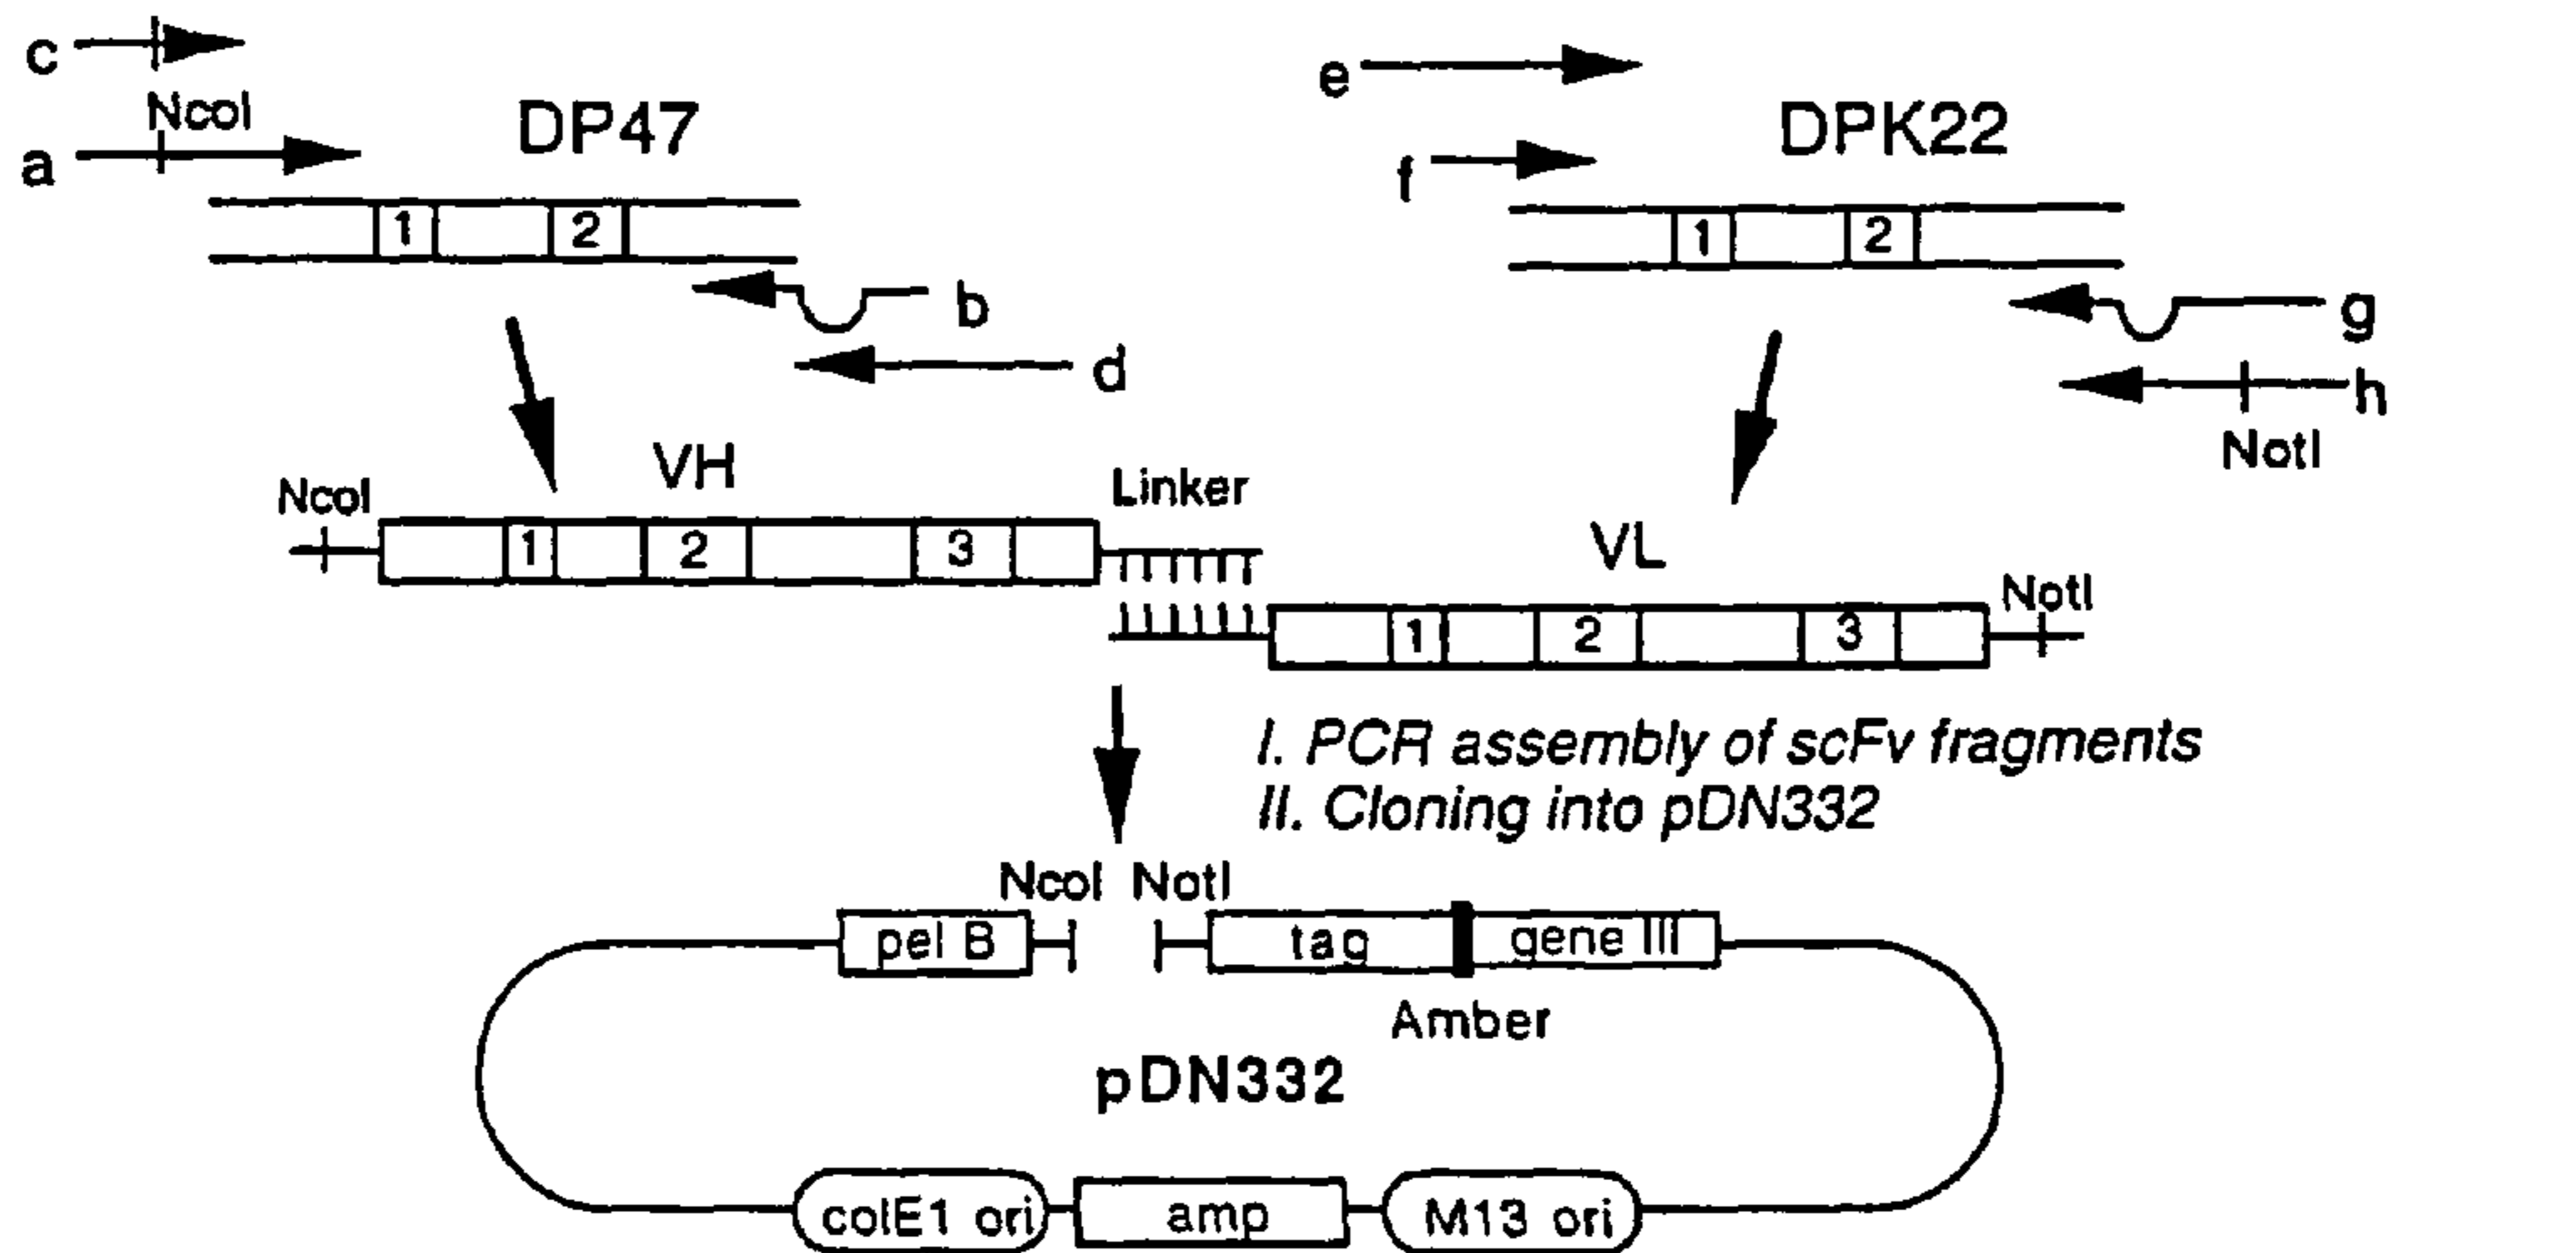 c
NcoI
a
DP47
1 2
b
d
e
f
DPK22
1 2
g
h
NotI
NcoI
VH
1 2 3
Linker
VL
1 2 3
NotI
I. PCR assembly of scFv fragments
II. Cloning into pDN332
NcoI NotI
pel B
tag
gene III
Amber
pDN332
colE1 ori
amp
M13 ori